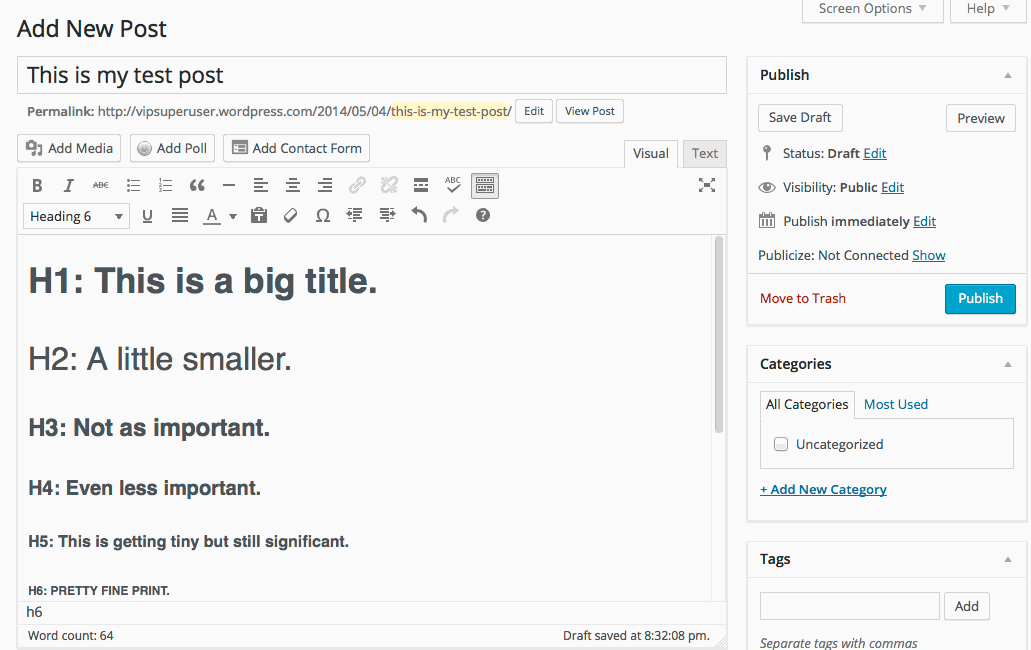 Screen Options Help
Add New Post
This is my test post
Permalink: http://vipsuperuser.wordpress.com/2014/05/04/this-is-my-test-post/ Edit View Post
Add Media Add Poll Add Contact Form
Visual Text
B I ABC ABC
Heading 6 U A
H1: This is a big title.
H2: A little smaller.
H3: Not as important.
H4: Even less important.
H5: This is getting tiny but still significant.
H6: PRETTY FINE PRINT.
h6
Word count: 64 Draft saved at 8:32:08 pm.
Publish
Save Draft Preview
Status: Draft Edit
Visibility: Public Edit
Publish immediately Edit
Publicize: Not Connected Show
Move to Trash Publish
Categories
All Categories Most Used
Uncategorized
+ Add New Category
Tags
Add
Separate tags with commas